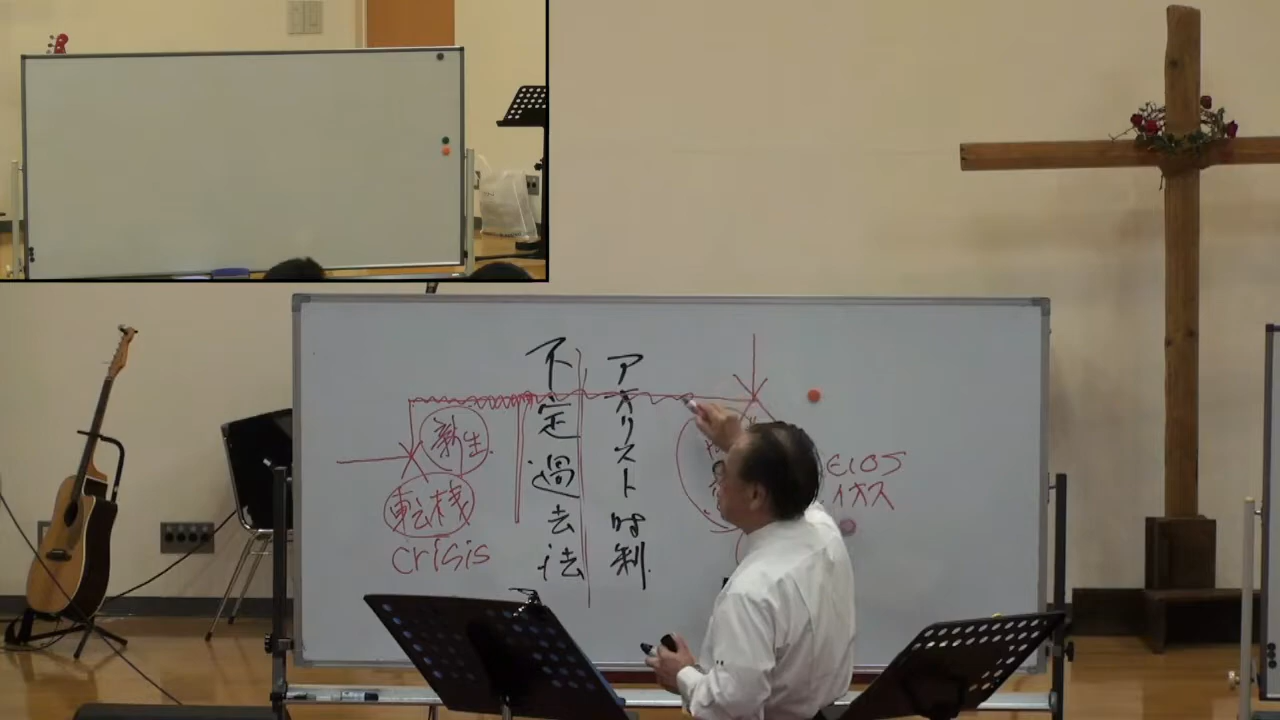 新生
転機
crisis
不定過去法
アオリスト時制
eios
イオス